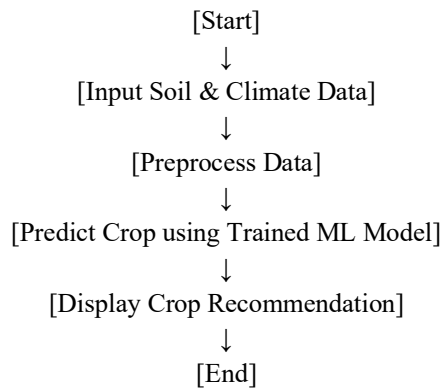 [Start]
↓
[Input Soil & Climate Data]
↓
[Preprocess Data]
↓
[Predict Crop using Trained ML Model]
↓
[Display Crop Recommendation]
↓
[End]